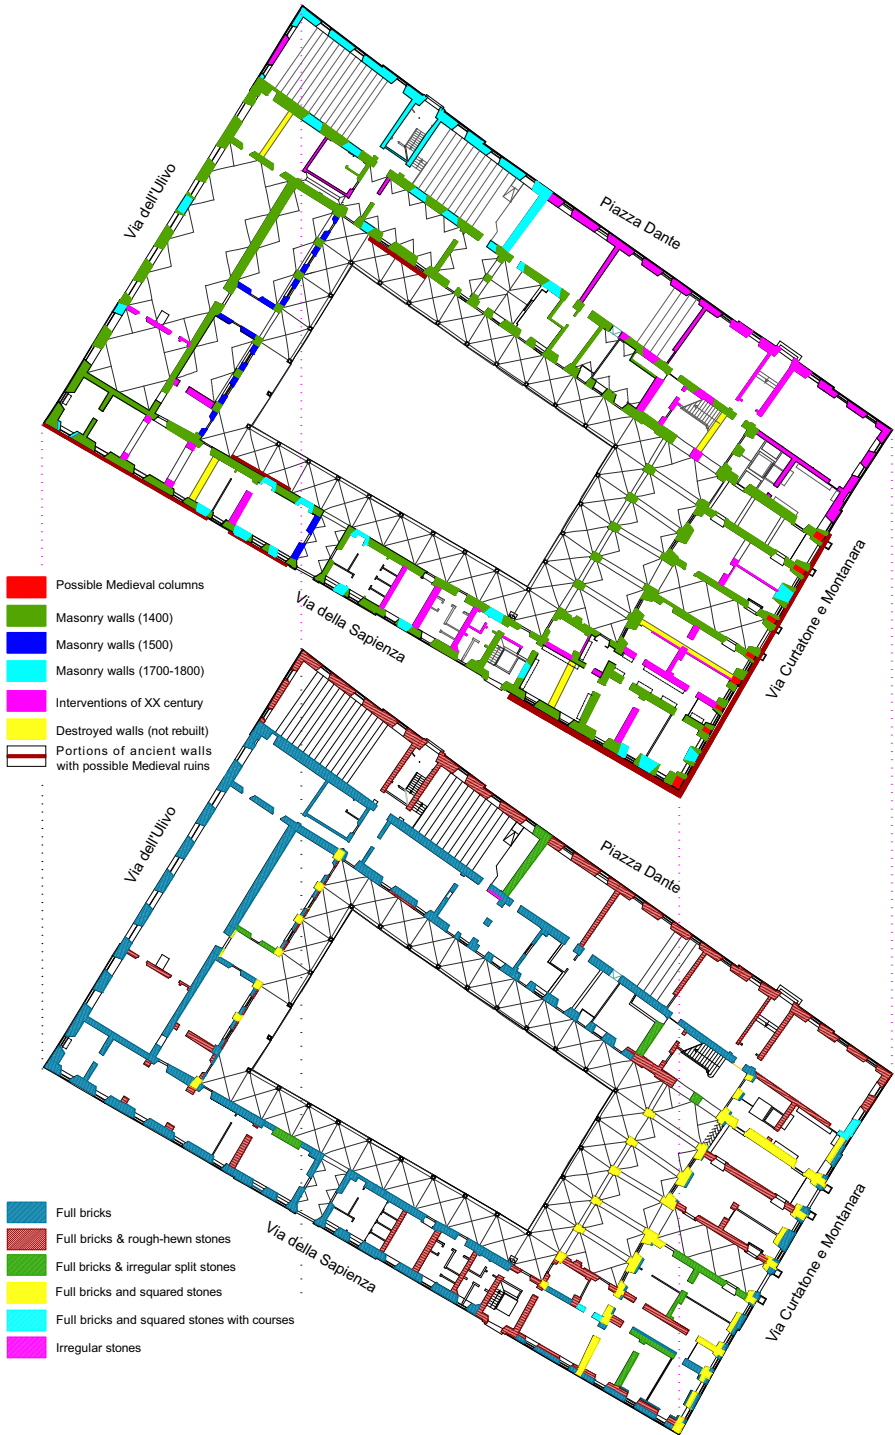 Via dell'Ulivo
Piazza Dante
Via della Sapienza
Via Curtatone e Montanara
Possible Medieval columns
Masonry walls (1400)
Masonry walls (1500)
Masonry walls (1700-1800)
Interventions of XX century
Destroyed walls (not rebuilt)
Portions of ancient walls
with possible Medieval ruins
Via dell'Ulivo
Piazza Dante
Via della Sapienza
Via Curtatone e Montanara
Full bricks
Full bricks & rough-hewn stones
Full bricks & irregular split stones
Full bricks and squared stones
Full bricks and squared stones with courses
Irregular stones